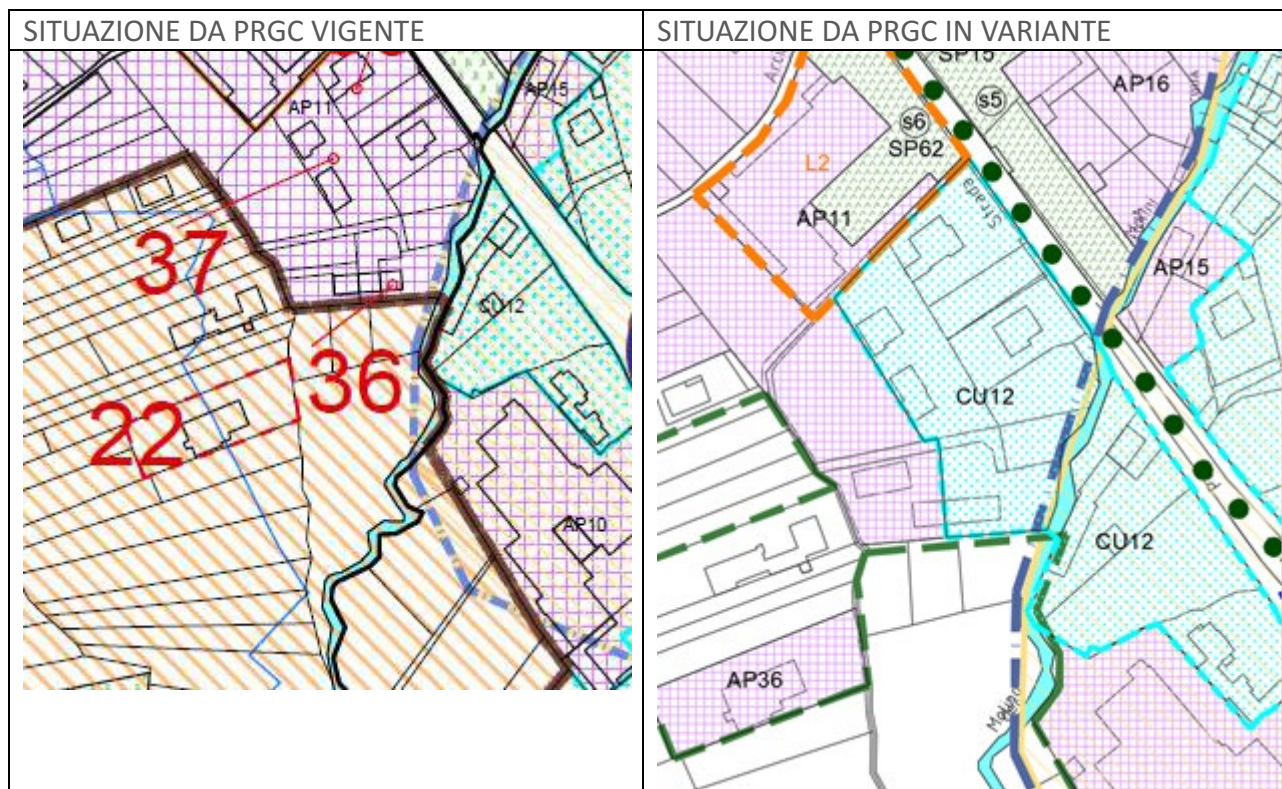 SITUAZIONE DA PRGC VIGENTE
AP11
AP15
37
CU12
36
22
AP10
SITUAZIONE DA PRGC IN VARIANTE
SP15
AP16
s5
s6
SP62
L2
Strada
AP11
AP15
CU12
CU12
AP36